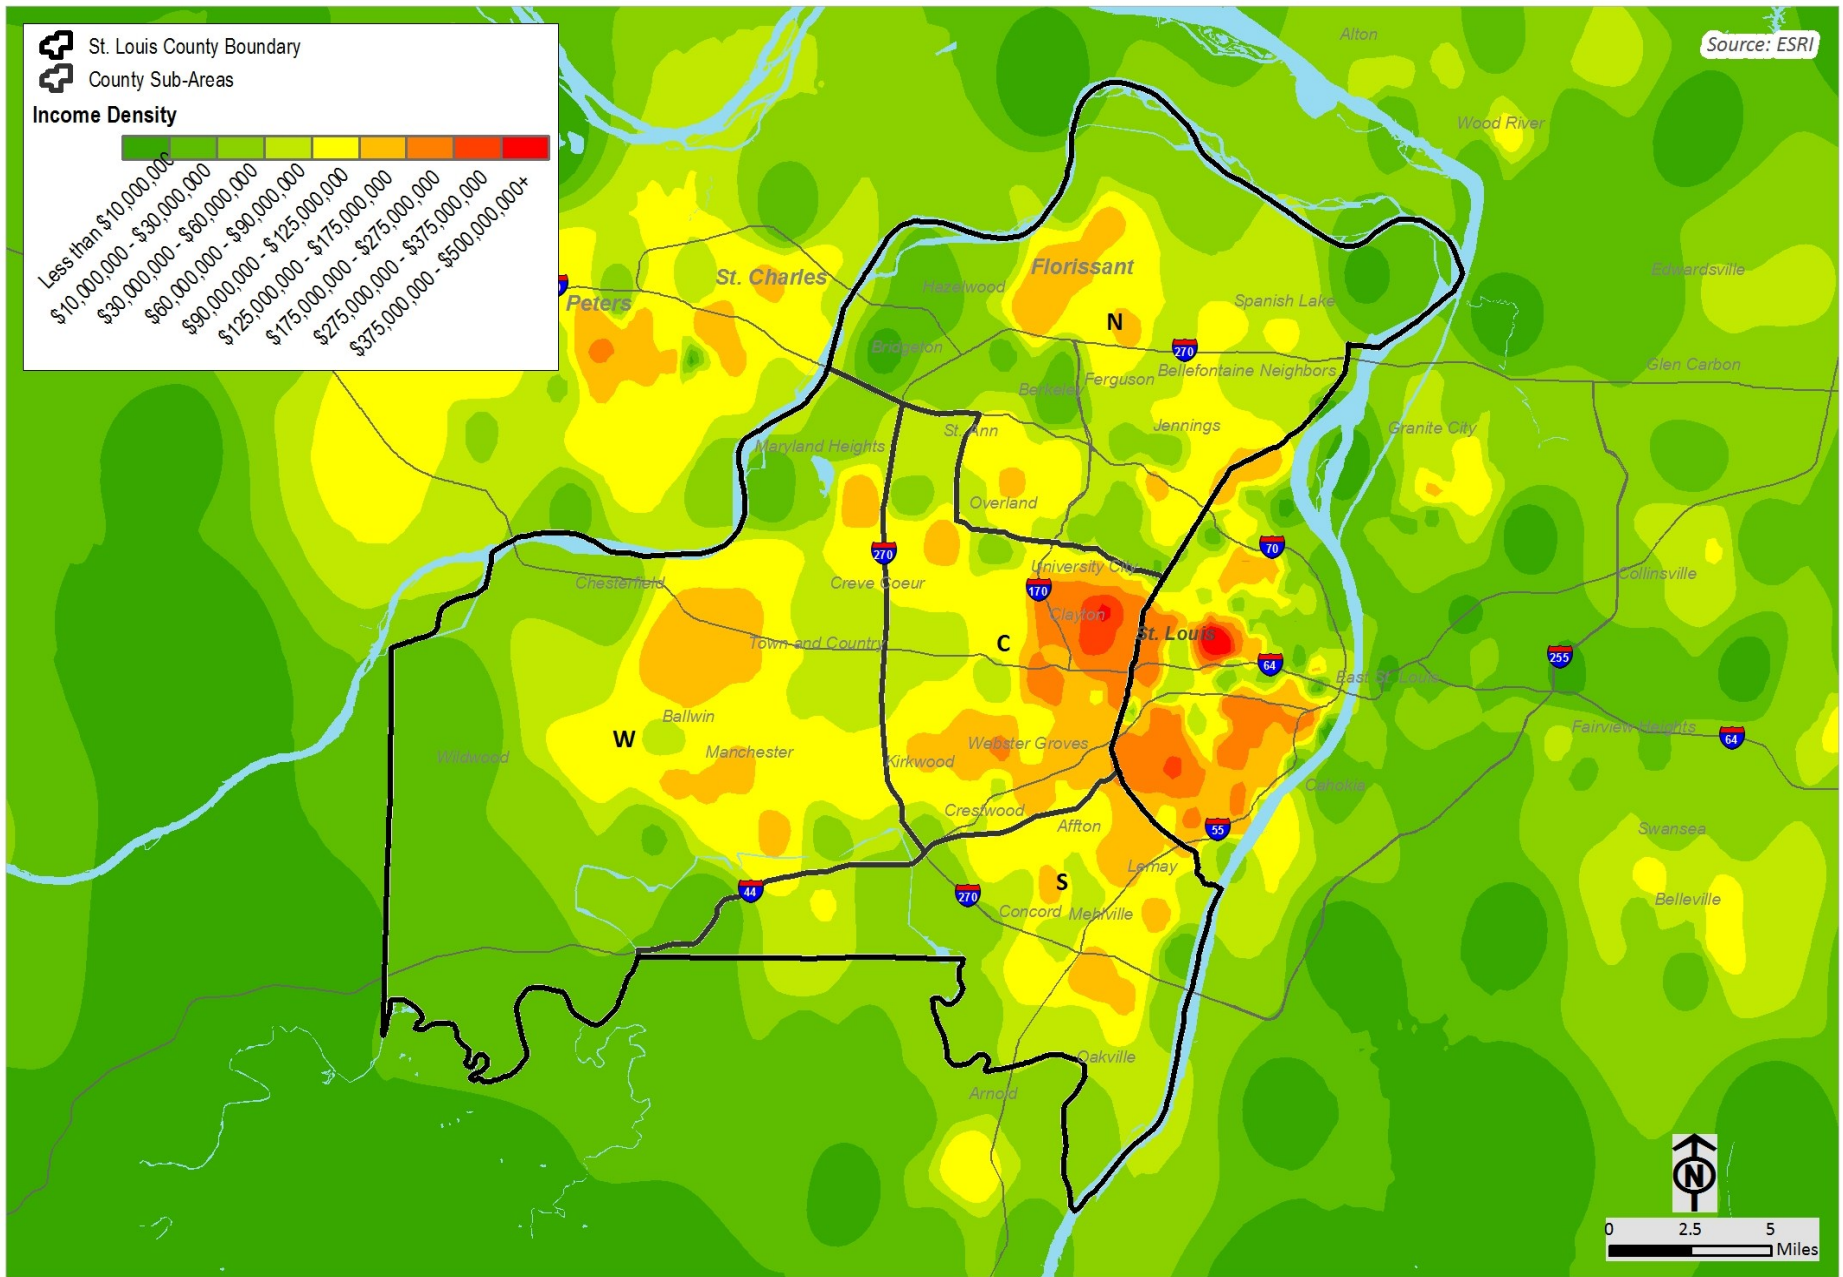 St. Louis County Boundary
County Sub-Areas
Income Density
Less than $10,000,000
$10,000,000 - $30,000,000
$30,000,000 - $60,000,000
$60,000,000 - $90,000,000
$90,000,000 - $125,000,000
$125,000,000 - $175,000,000
$175,000,000 - $275,000,000
$275,000,000 - $375,000,000
$375,000,000 - $500,000,000+
Source: ESRI
Alton
Wood River
Edwardsville
St. Charles
Peters
Florissant
Hazelwood
Spanish Lake
N
270
Bridgeton
Glen Carbon
Berkeley
Ferguson
Bellefontaine Neighbors
Maryland Heights
St. Ann
Jennings
Granite City
Overland
270
70
Chesterfield
Creve Coeur
University City
Collinsville
170
Clayton
Town and Country
C
St. Louis
64
255
East St. Louis
Ballwin
W
Manchester
Wildwood
Webster Groves
Kirkwood
Fairview Heights
64
Cahokia
Crestwood
Affton
55
Swansea
Lemay
44
270
S
Concord
Mehlville
Belleville
Oakville
Arnold
N
0
2.5
5
Miles